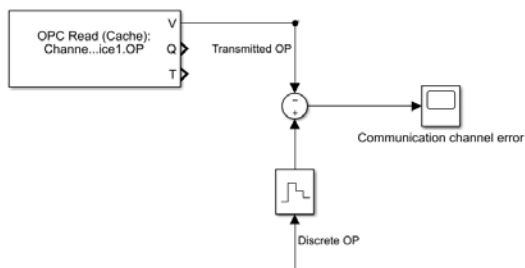 V
OPC Read (Cache):
Channe...ice1.OP
Q
T
Transmitted OP
−
+
Communication channel error
Discrete OP